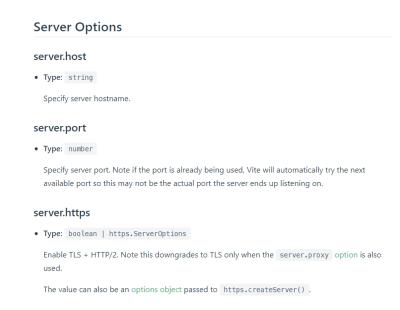 Server Options
server.host
• Type: string
Specify server hostname.
server.port
• Type: number
Specify server port. Note if the port is already being used, Vite will automatically try the next
available port so this may not be the actual port the server ends up listening on.
server.https
• Type: boolean | https.ServerOptions
Enable TLS + HTTP/2. Note this downgrades to TLS only when the server.proxy option is also
used.
The value can also be an options object passed to https.createServer() .